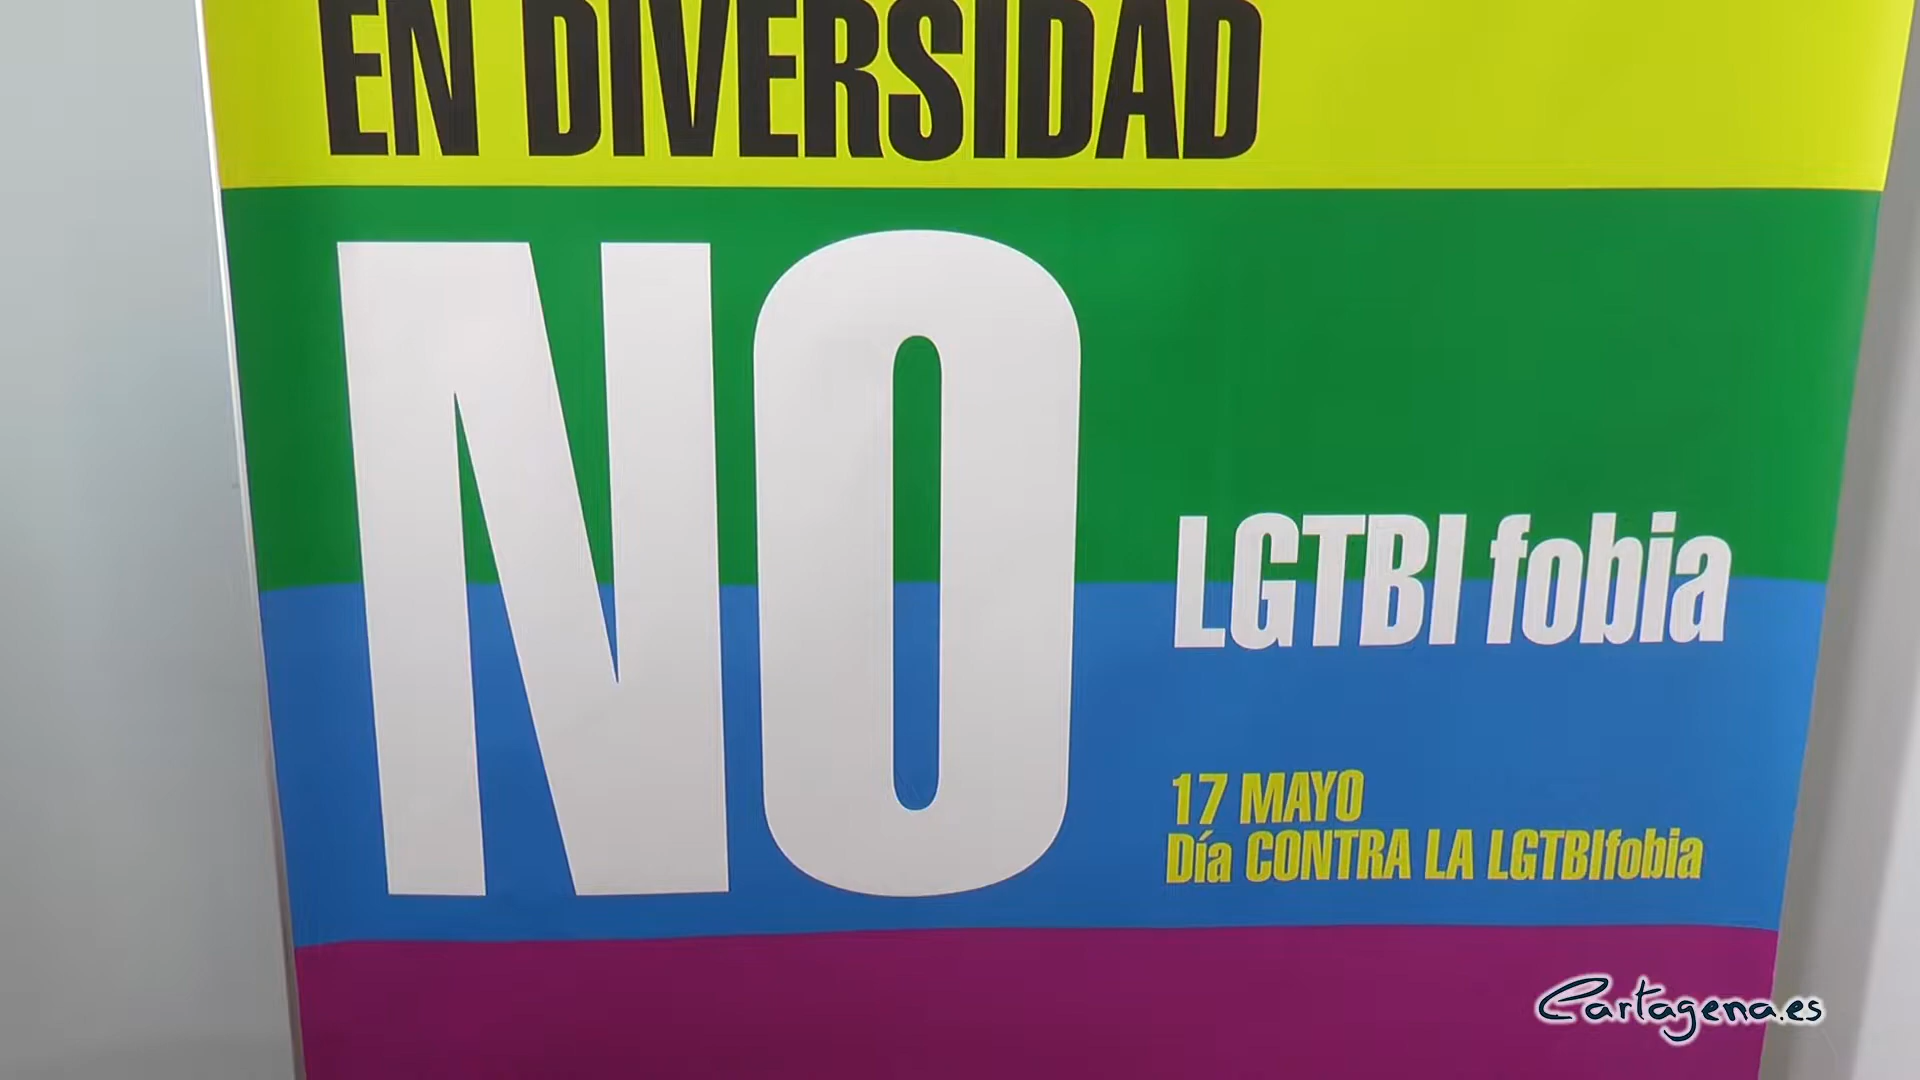 EN DIVERSIDAD
NO
LGTBI fobia
17 MAYO
Día CONTRA LA LGTBIfobia
Cartagena.es